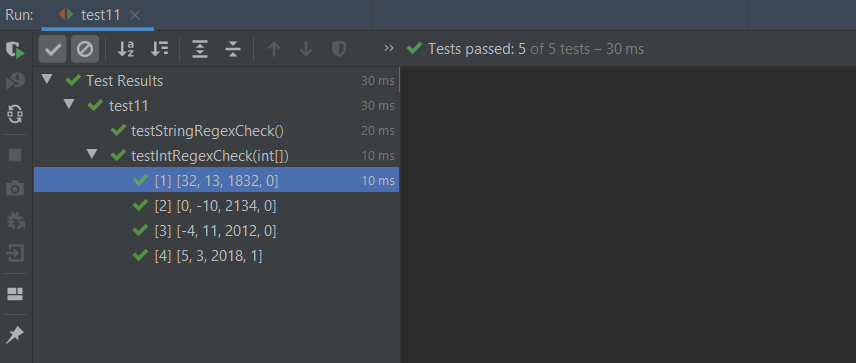 Run: test11
Tests passed: 5 of 5 tests – 30 ms
Test Results 30 ms
test11 30 ms
testStringRegexCheck() 20 ms
testIntRegexCheck(int[]) 10 ms
[1] [32, 13, 1832, 0] 10 ms
[2] [0, -10, 2134, 0]
[3] [-4, 11, 2012, 0]
[4] [5, 3, 2018, 1]